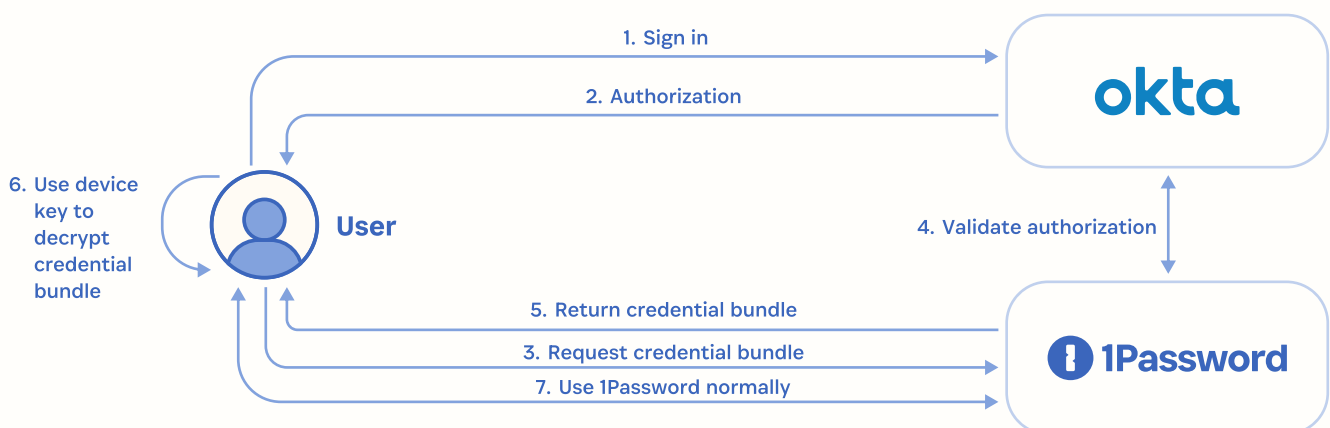 1. Sign in
okta
2. Authorization
6. Use device
key to
decrypt
credential
bundle
User
4. Validate authorization
5. Return credential bundle
3. Request credential bundle
1Password
7. Use 1Password normally